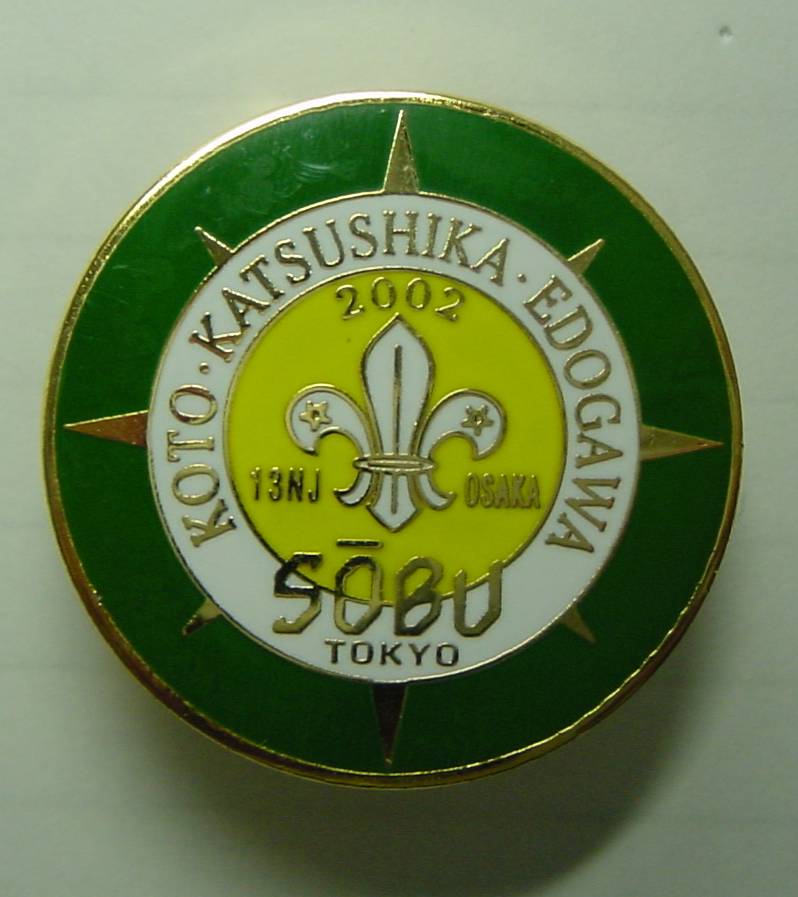 KOTO · KATSUSHIKA · EDOGAWA
2002
13NJ OSAKA
SŌBU
TOKYO